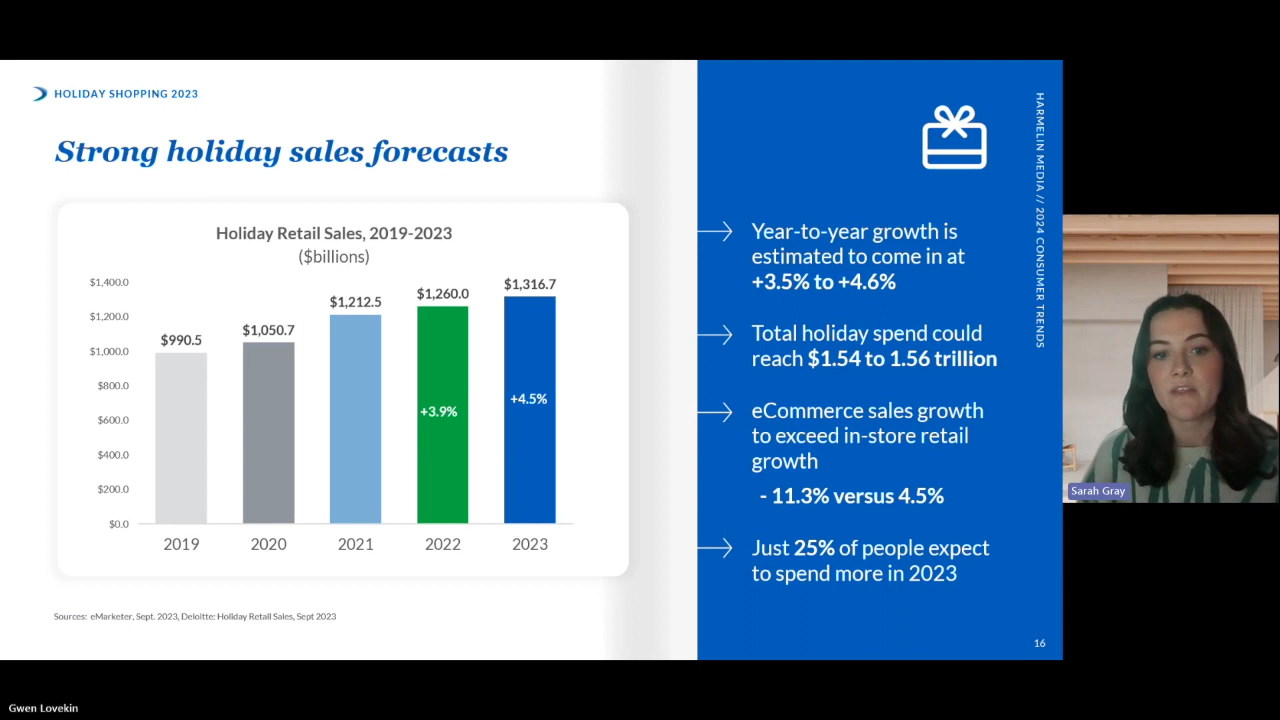 HOLIDAY SHOPPING 2023
Strong holiday sales forecasts
Holiday Retail Sales, 2019-2023
($billions)
$1,400.0
$1,200.0
$1,000.0
$800.0
$600.0
$400.0
$200.0
$0.0
$990.5
$1,050.7
$1,212.5
$1,260.0
$1,316.7
+3.9%
+4.5%
2019
2020
2021
2022
2023
Sources: eMarketer, Sept. 2023, Deloitte: Holiday Retail Sales, Sept 2023
Year-to-year growth is
estimated to come in at
+3.5% to +4.6%
Total holiday spend could
reach $1.54 to 1.56 trillion
eCommerce sales growth
to exceed in-store retail
growth
- 11.3% versus 4.5%
Just 25% of people expect
to spend more in 2023
HARMELIN MEDIA // 2024 CONSUMER TRENDS
16
Sarah Gray
Gwen Lovekin